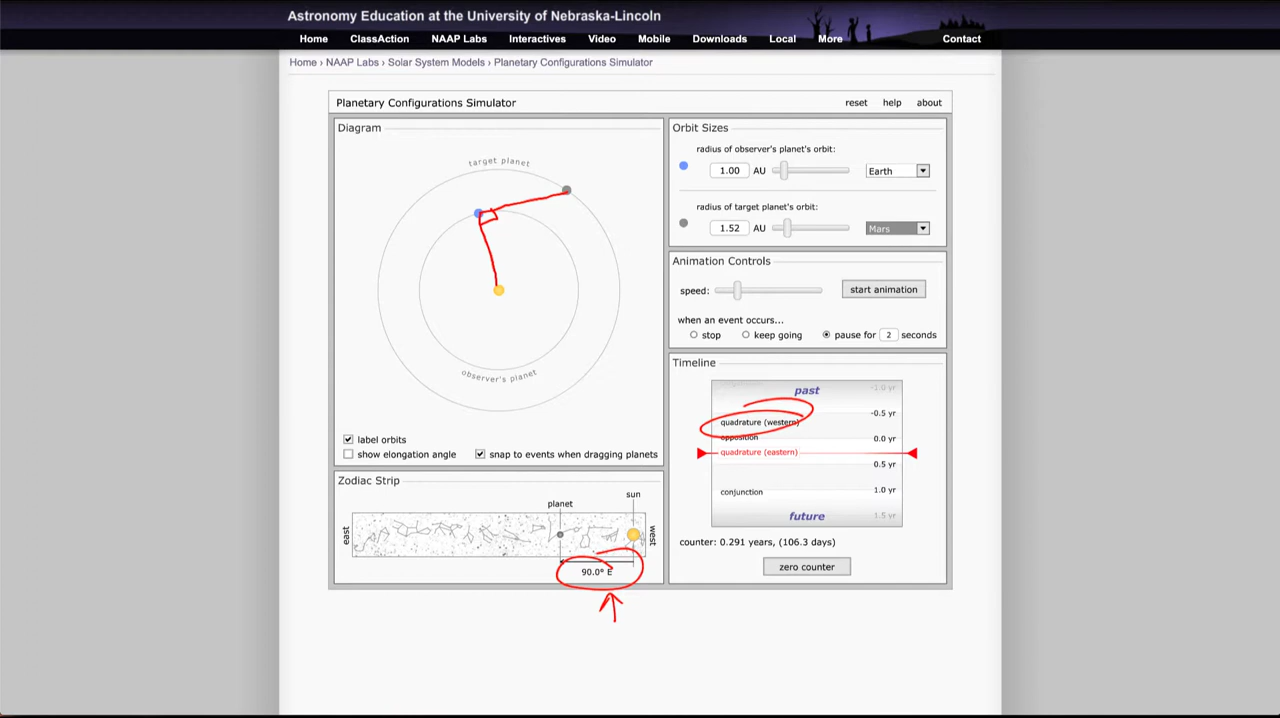 Astronomy Education at the University of Nebraska-Lincoln
Home ClassAction NAAP Labs Interactives Video Mobile Downloads Local More Contact
Home › NAAP Labs › Solar System Models › Planetary Configurations Simulator
Planetary Configurations Simulator reset help about
Diagram
target planet
observer's planet
label orbits
show elongation angle snap to events when dragging planets
Zodiac Strip
sun
planet
east
west
90.0° E
Orbit Sizes
radius of observer's planet's orbit:
1.00 AU Earth
radius of target planet's orbit:
1.52 AU Mars
Animation Controls
speed: start animation
when an event occurs...
stop keep going pause for 2 seconds
Timeline
past -1.0 yr
-0.5 yr
quadrature (western)
opposition 0.0 yr
quadrature (eastern)
0.5 yr
conjunction 1.0 yr
future 1.5 yr
counter: 0.291 years, (106.3 days)
zero counter